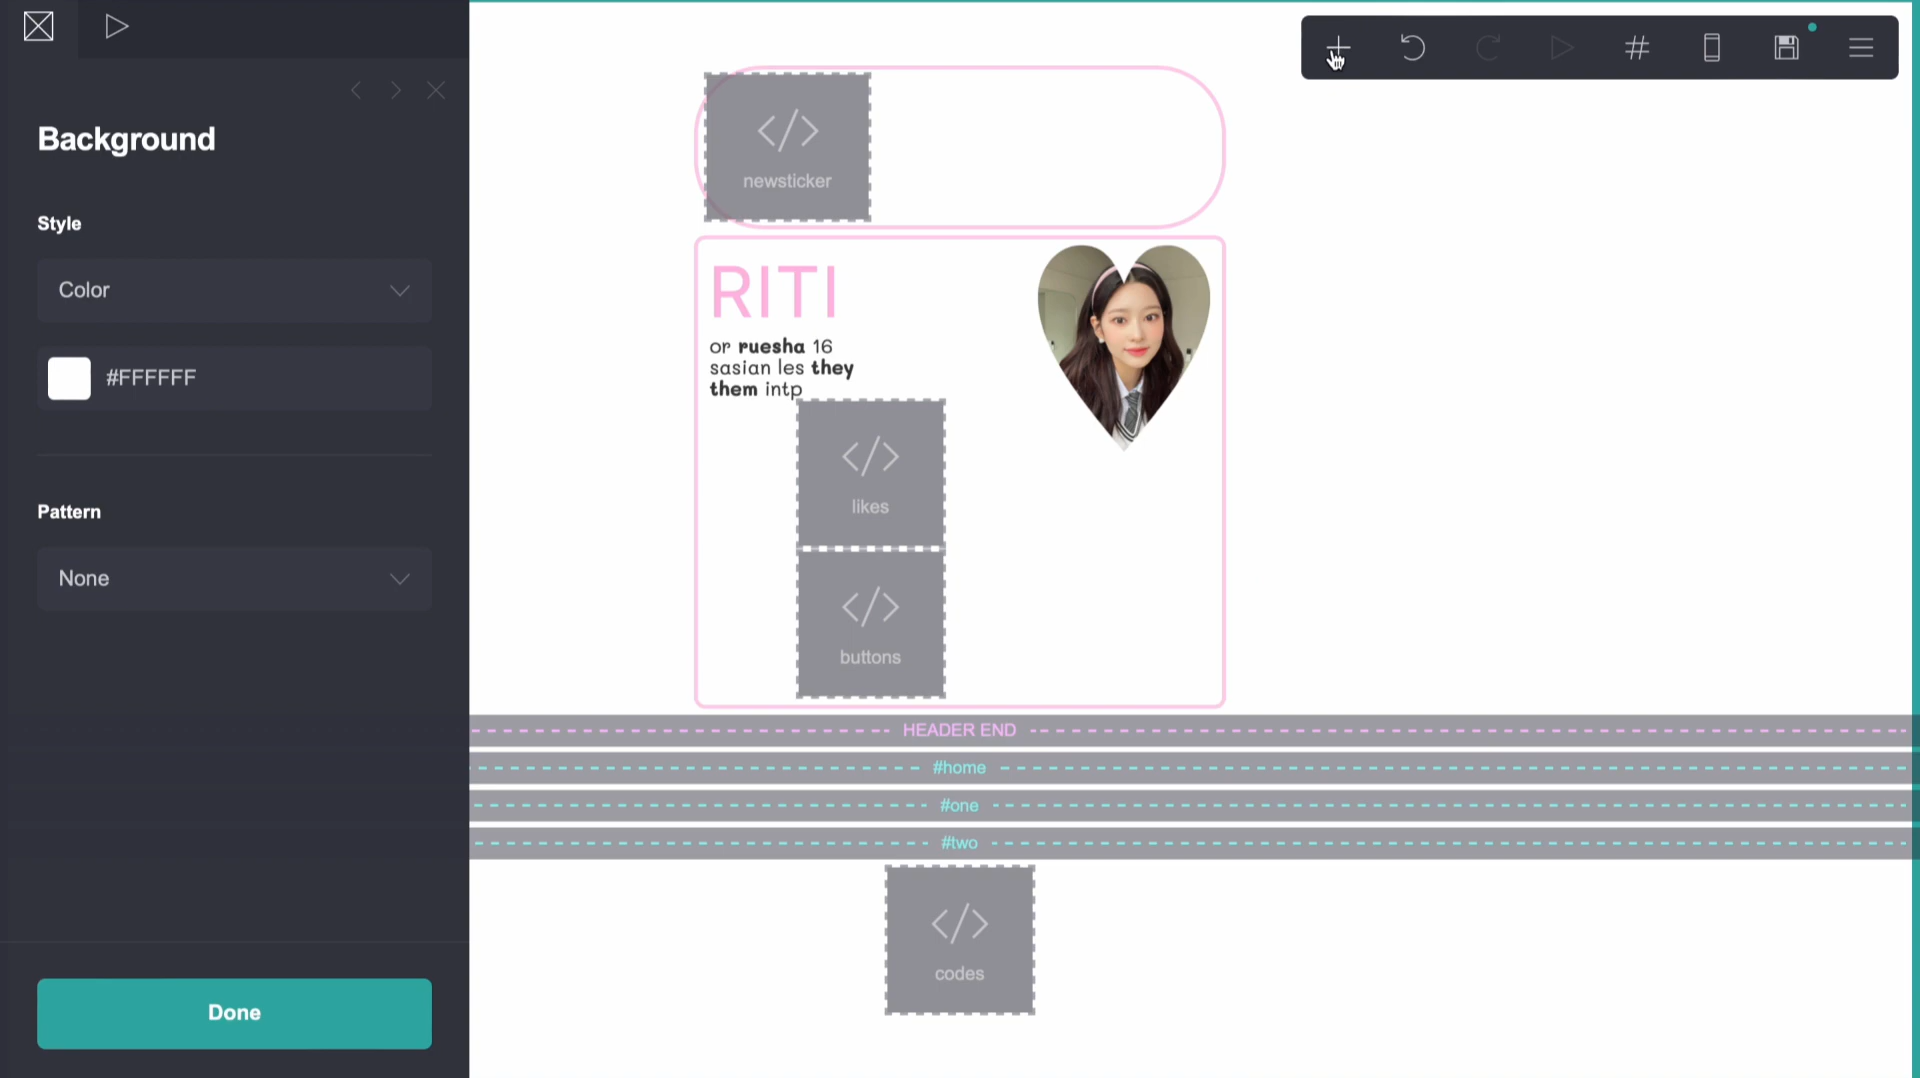 Background
Style
Color
#FFFFFF
Pattern
None
Done
newsticker
RITI
or ruesha 16
sasian les they
them intp
likes
buttons
HEADER END
#home
#one
#two
codes